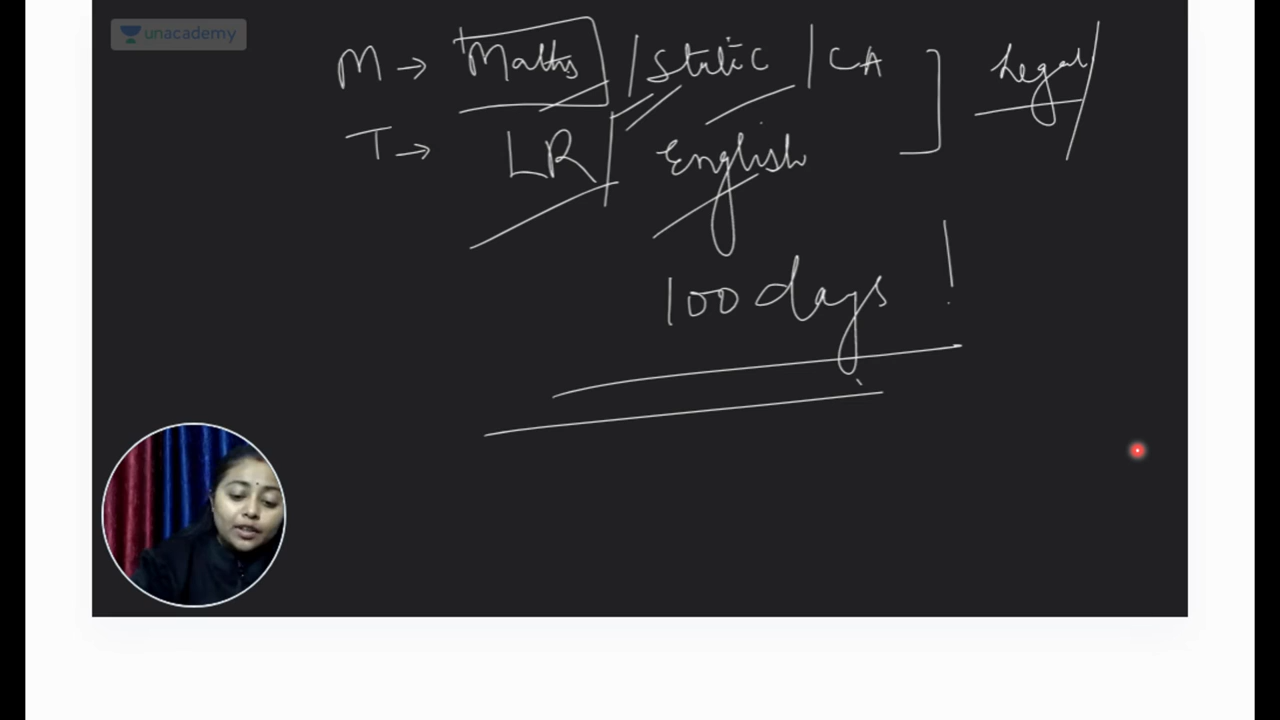 unacademy
M → Maths / Static / CA ] Legal /
T → LR / English
100 days !